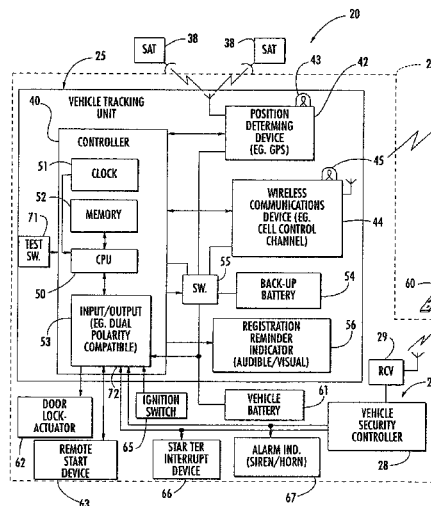 20
SAT
38
38
SAT
25
43
42
2
VEHICLE TRACKING
UNIT
40
CONTROLLER
POSITION
DETERMING
DEVICE
(EG. GPS)
51
CLOCK
45
52
MEMORY
WIRELESS
COMMUNICATIONS
DEVICE (EG.
CELL CONTROL
CHANNEL)
71
TEST
SW.
CPU
44
50
55
SW.
BACK-UP
BATTERY
54
60
INPUT/OUTPUT
(EG. DUAL
POLARITY
COMPATIBLE)
53
REGISTRATION
REMINDER
INDICATOR
(AUDIBLE/VISUAL)
56
29
RCV
72
DOOR
LOCK-
ACTUATOR
62
IGNITION
SWITCH
65
VEHICLE
BATTERY
61
2
VEHICLE
SECURITY
CONTROLLER
28
REMOTE
START DEVICE
63
STAR TER
INTERRUPT
DEVICE
66
ALARM IND.
(SIREN/HORN)
67